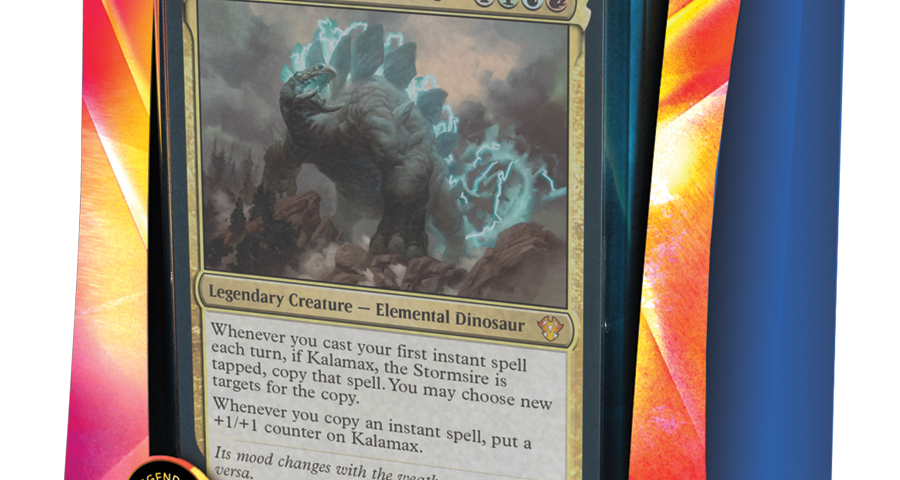 Legendary Creature — Elemental Dinosaur
Whenever you cast your first instant spell
each turn, if Kalamax, the Stormsire is
tapped, copy that spell. You may choose new
targets for the copy.
Whenever you copy an instant spell, put a
+1/+1 counter on Kalamax.
Its mood changes with the
versa.